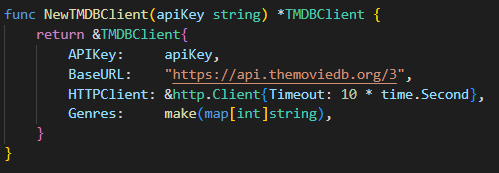 func NewTMDBClient(apiKey string) *TMDBClient {
    return &TMDBClient{
        APIKey:     apiKey,
        BaseURL:    "https://api.themoviedb.org/3",
        HTTPClient: &http.Client{Timeout: 10 * time.Second},
        Genres:     make(map[int]string),
    }
}